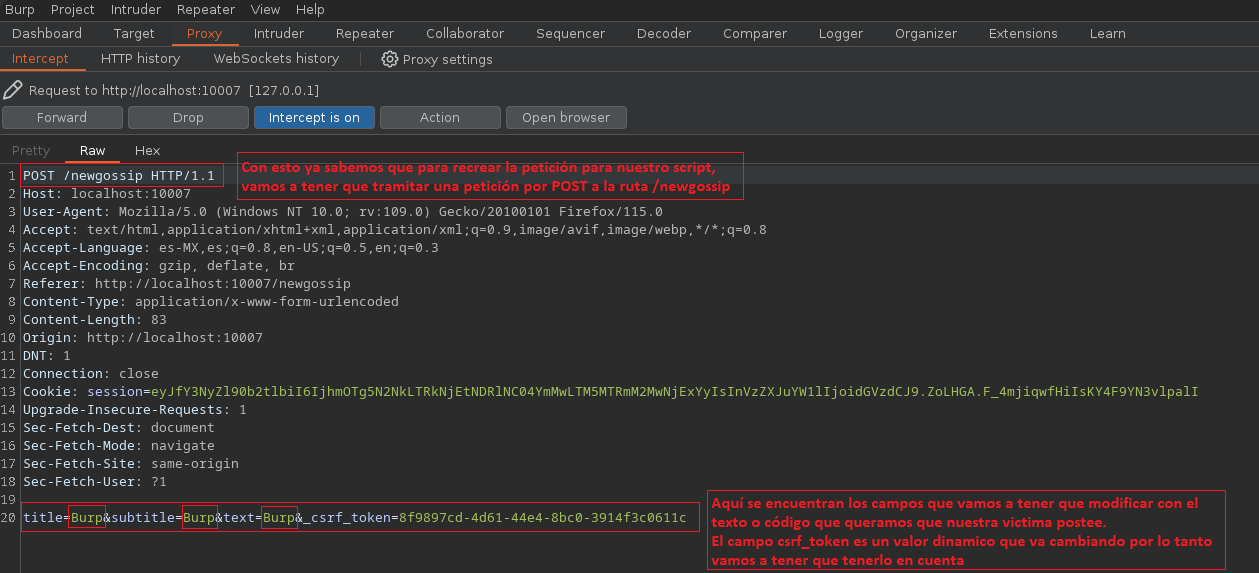 Burp Project Intruder Repeater View Help
Dashboard Target Proxy Intruder Repeater Collaborator Sequencer Decoder Comparer Logger Organizer Extensions Learn
Intercept HTTP history WebSockets history Proxy settings
Request to http://localhost:10007 [127.0.0.1]
Forward Drop Intercept is on Action Open browser
Pretty Raw Hex
1 POST /newgossip HTTP/1.1
Con esto ya sabemos que para recrear la petición para nuestro script,
vamos a tener que tramitar una petición por POST a la ruta /newgossip
2 Host: localhost:10007
3 User-Agent: Mozilla/5.0 (Windows NT 10.0; rv:109.0) Gecko/20100101 Firefox/115.0
4 Accept: text/html,application/xhtml+xml,application/xml;q=0.9,image/avif,image/webp,*/*;q=0.8
5 Accept-Language: es-MX,es;q=0.8,en-US;q=0.5,en;q=0.3
6 Accept-Encoding: gzip, deflate, br
7 Referer: http://localhost:10007/newgossip
8 Content-Type: application/x-www-form-urlencoded
9 Content-Length: 83
10 Origin: http://localhost:10007
11 DNT: 1
12 Connection: close
13 Cookie: session=eyJfY3NyZl90b2tlbiI6IjhmOTg5N2NkLTRkNjEtNDRlNC04YmMwLTM5MTRmM2MwNjExYyIsInVzZXJuYW1lIjoidGVzdCJ9.ZoLHGA.F_4mjiqwfHiIsKY4F9YN3vlpalI
14 Upgrade-Insecure-Requests: 1
15 Sec-Fetch-Dest: document
16 Sec-Fetch-Mode: navigate
17 Sec-Fetch-Site: same-origin
18 Sec-Fetch-User: ?1
19
20 title=Burp&subtitle=Burp&text=Burp&_csrf_token=8f9897cd-4d61-44e4-8bc0-3914f3c0611c
Aquí se encuentran los campos que vamos a tener que modificar con el
texto o código que queramos que nuestra victima postee.
El campo csrf_token es un valor dinamico que va cambiando por lo tanto
vamos a tener que tenerlo en cuenta